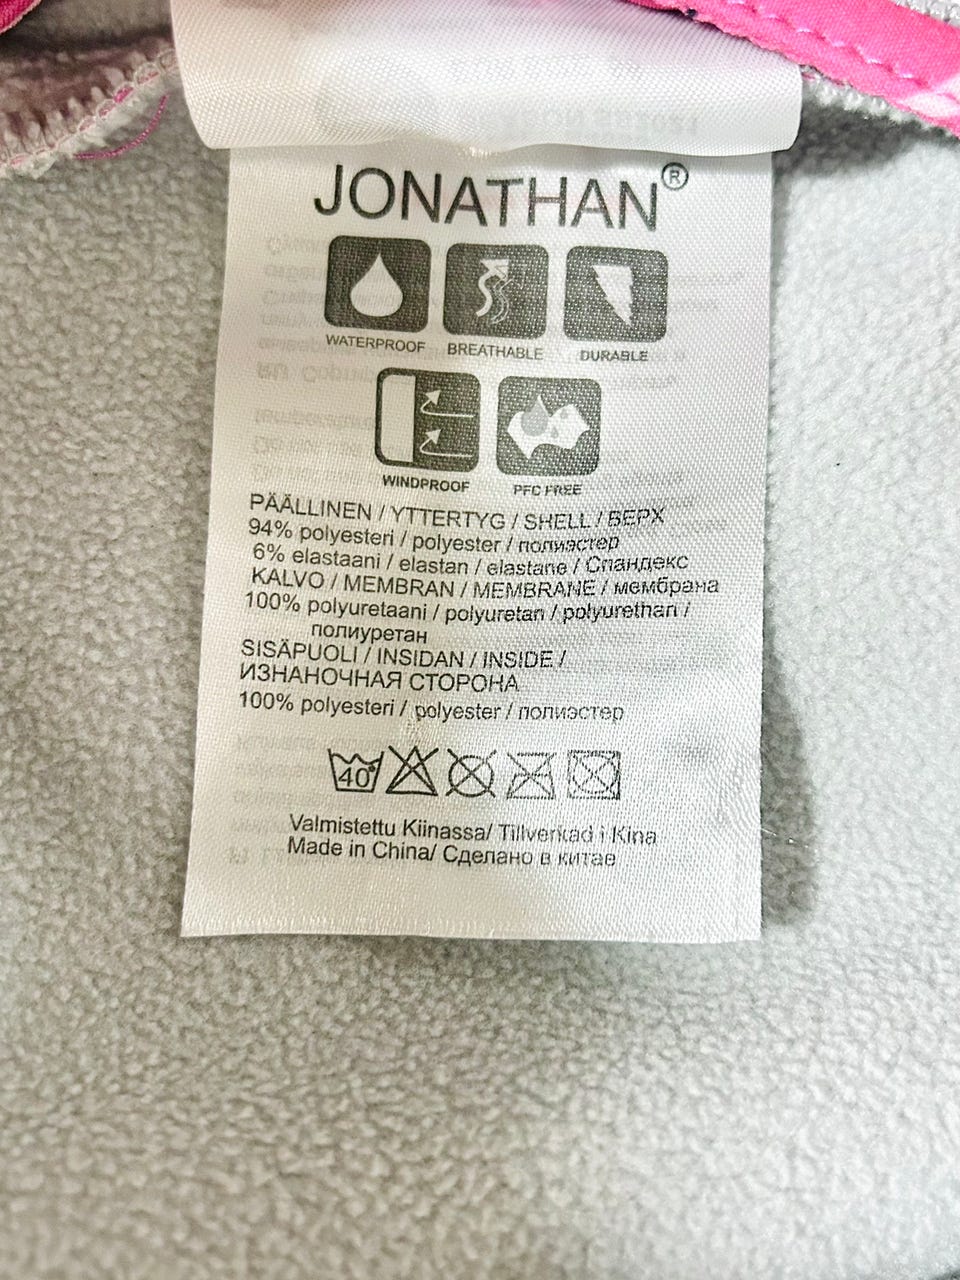 JONATHAN®
WATERPROOF BREATHABLE DURABLE
WINDPROOF PFC FREE
PÄÄLLINEN / YTTERTYG / SHELL / ВЕРХ
94% polyesteri / polyester / полиэстер
6% elastaani / elastan / elastane / Спандекс
KALVO / MEMBRAN / MEMBRANE / мембрана
100% polyuretaani / polyuretan / polyurethan /
полиуретан
SISÄPUOLI / INSIDAN / INSIDE /
ИЗНАНОЧНАЯ СТОРОНА
100% polyesteri / polyester / полиэстер
40°
Valmistettu Kiinassa/ Tillverkad i Kina
Made in China/ Сделано в китае